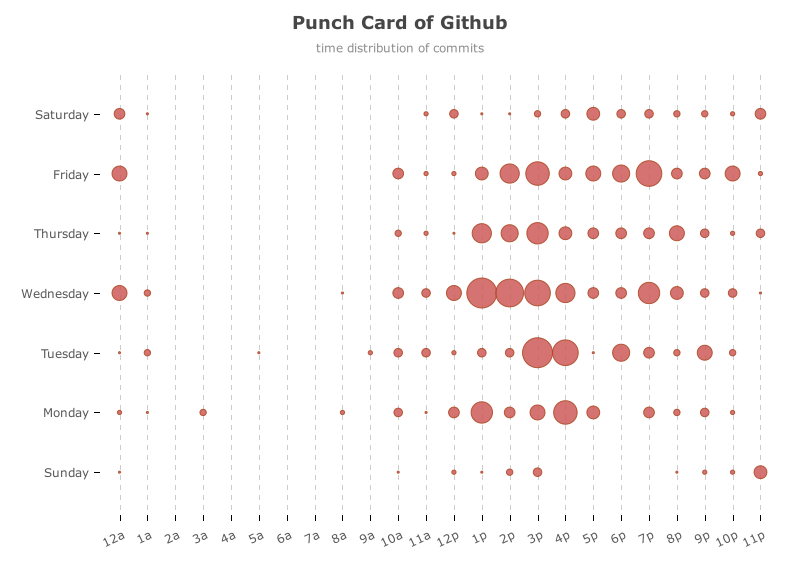 Punch Card of Github
time distribution of commits
Saturday
Friday
Thursday
Wednesday
Tuesday
Monday
Sunday
12a 1a 2a 3a 4a 5a 6a 7a 8a 9a 10a 11a 12p 1p 2p 3p 4p 5p 6p 7p 8p 9p 10p 11p